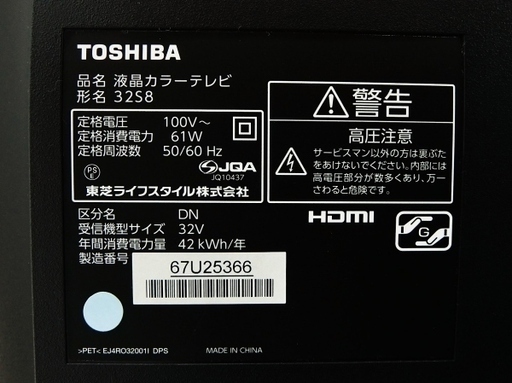 TOSHIBA
品名 液晶カラーテレビ
形名 32S8
定格電圧 100V～
定格消費電力 61W
定格周波数 50/60 Hz
PS
E
JQA
JQ10437
東芝ライフスタイル株式会社
警告
高圧注意
サービスマン以外の方は裏ぶた
をあけないでください。内部には
高電圧部分が数多くあり、万一
さわると危険です。
区分名 DN
受信機型サイズ 32V
年間消費電力量 42 kWh/年
製造番号
67U25366
HDMI
G
>PET< EJ4RO32001I DPS
MADE IN CHINA